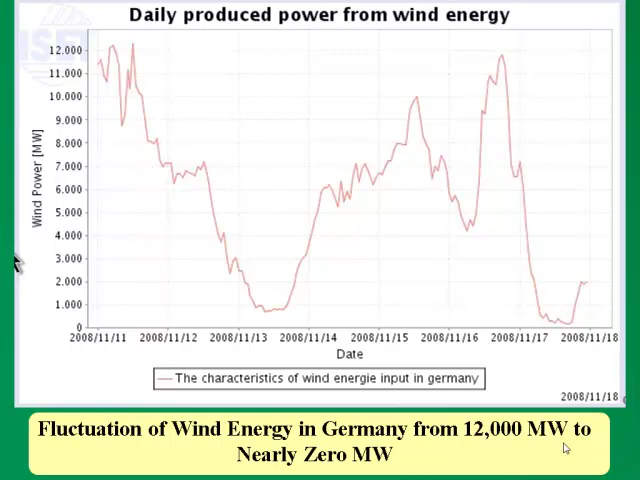 Daily produced power from wind energy
12.000
11.000
10.000
9.000
8.000
7.000
6.000
5.000
4.000
3.000
2.000
1.000
0
Wind Power [MW]
2008/11/11 2008/11/12 2008/11/13 2008/11/14 2008/11/15 2008/11/16 2008/11/17 2008/11/18
Date
The characteristics of wind energie input in germany
2008/11/18
Fluctuation of Wind Energy in Germany from 12,000 MW to
Nearly Zero MW